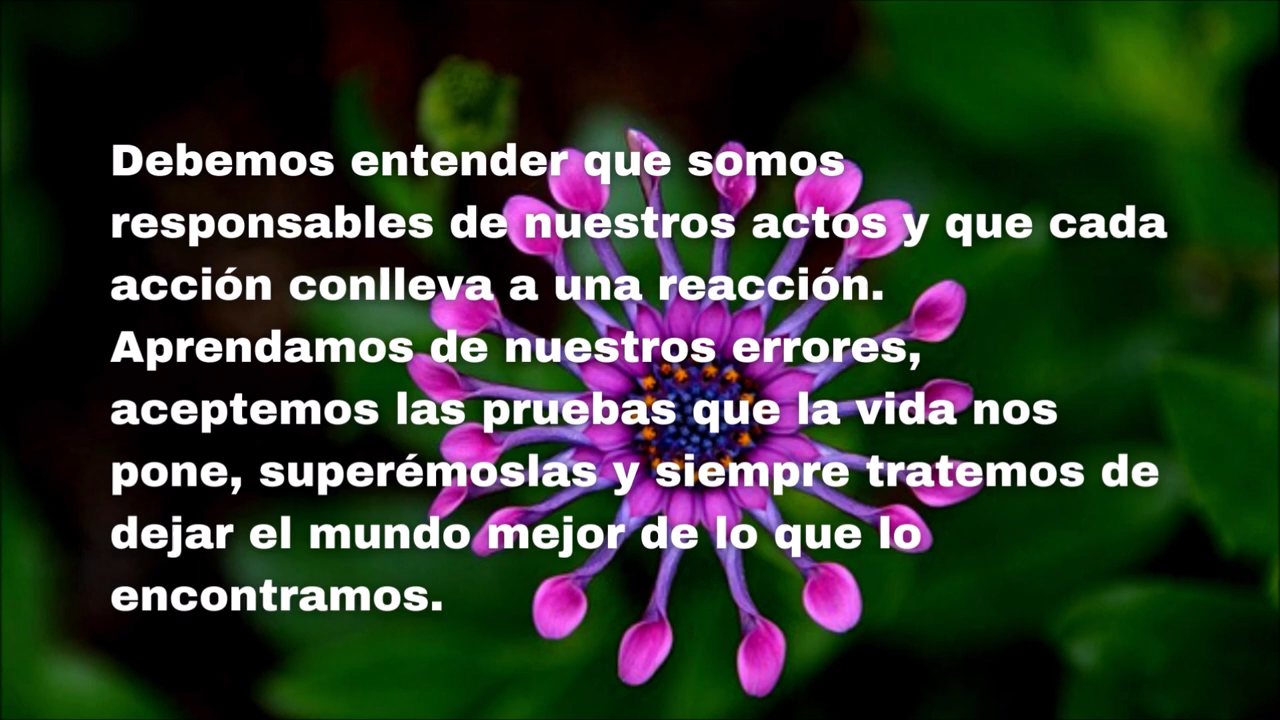 Debemos entender que somos
responsables de nuestros actos y que cada
acción conlleva a una reacción.
Aprendamos de nuestros errores,
aceptemos las pruebas que la vida nos
pone, superémoslas y siempre tratemos de
dejar el mundo mejor de lo que lo
encontramos.